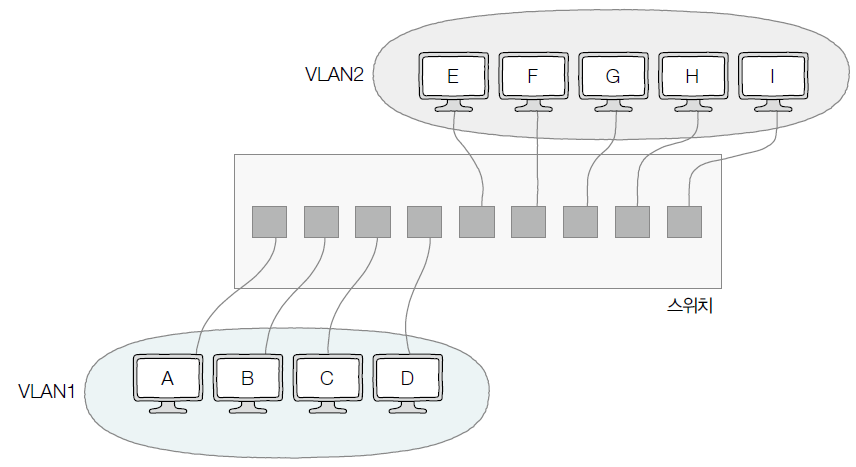 VLAN2
E F G H I
스위치
VLAN1
A B C D